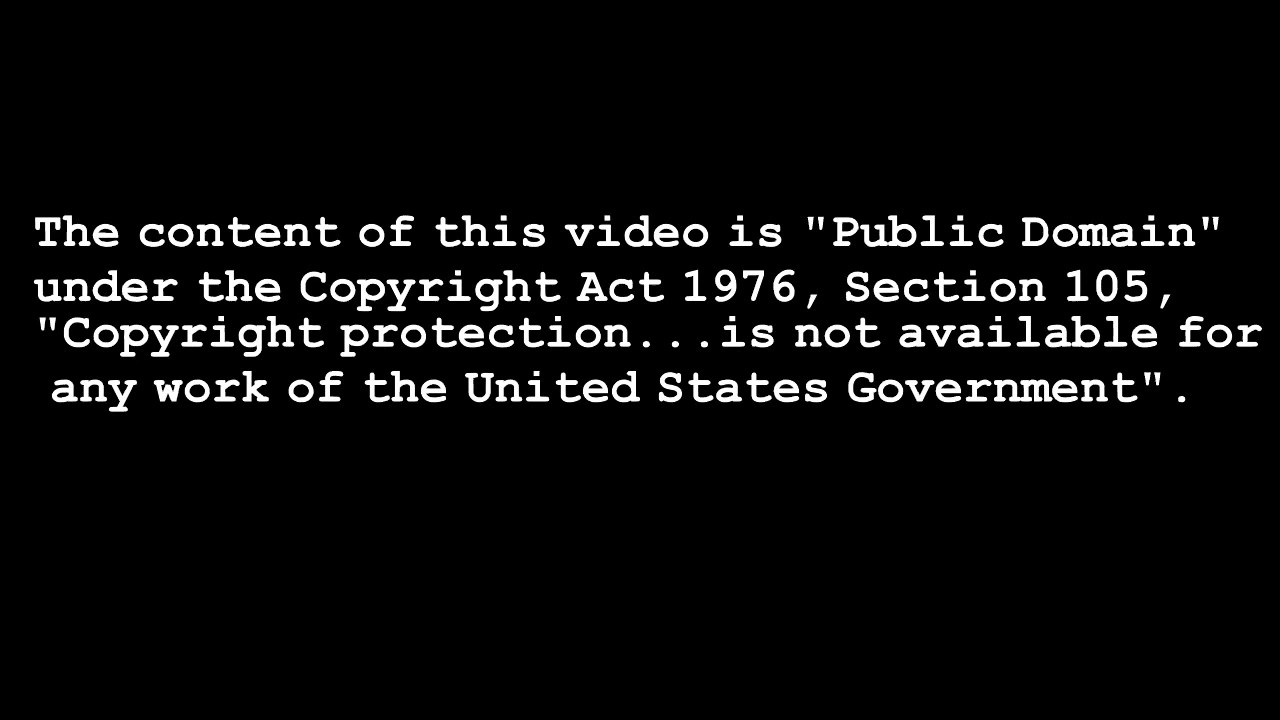 The content of this video is "Public Domain"
under the Copyright Act 1976, Section 105,
"Copyright protection...is not available for
any work of the United States Government".